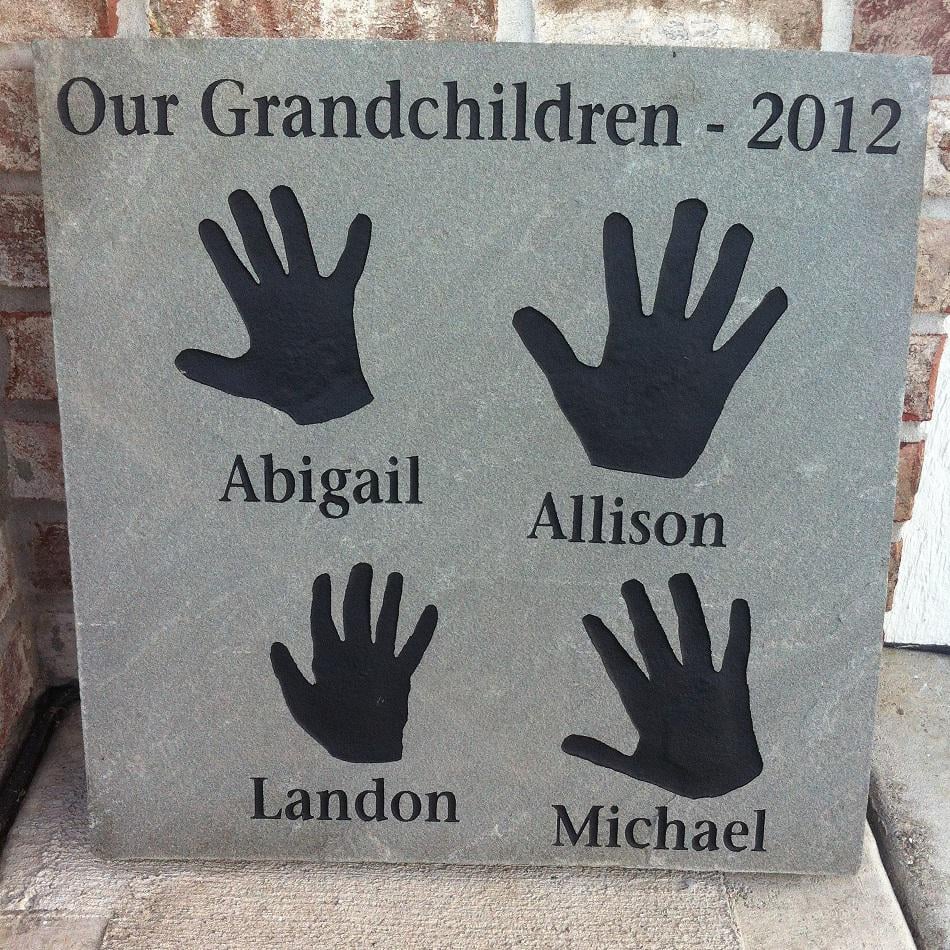 Our Grandchildren - 2012
Abigail
Allison
Landon
Michael